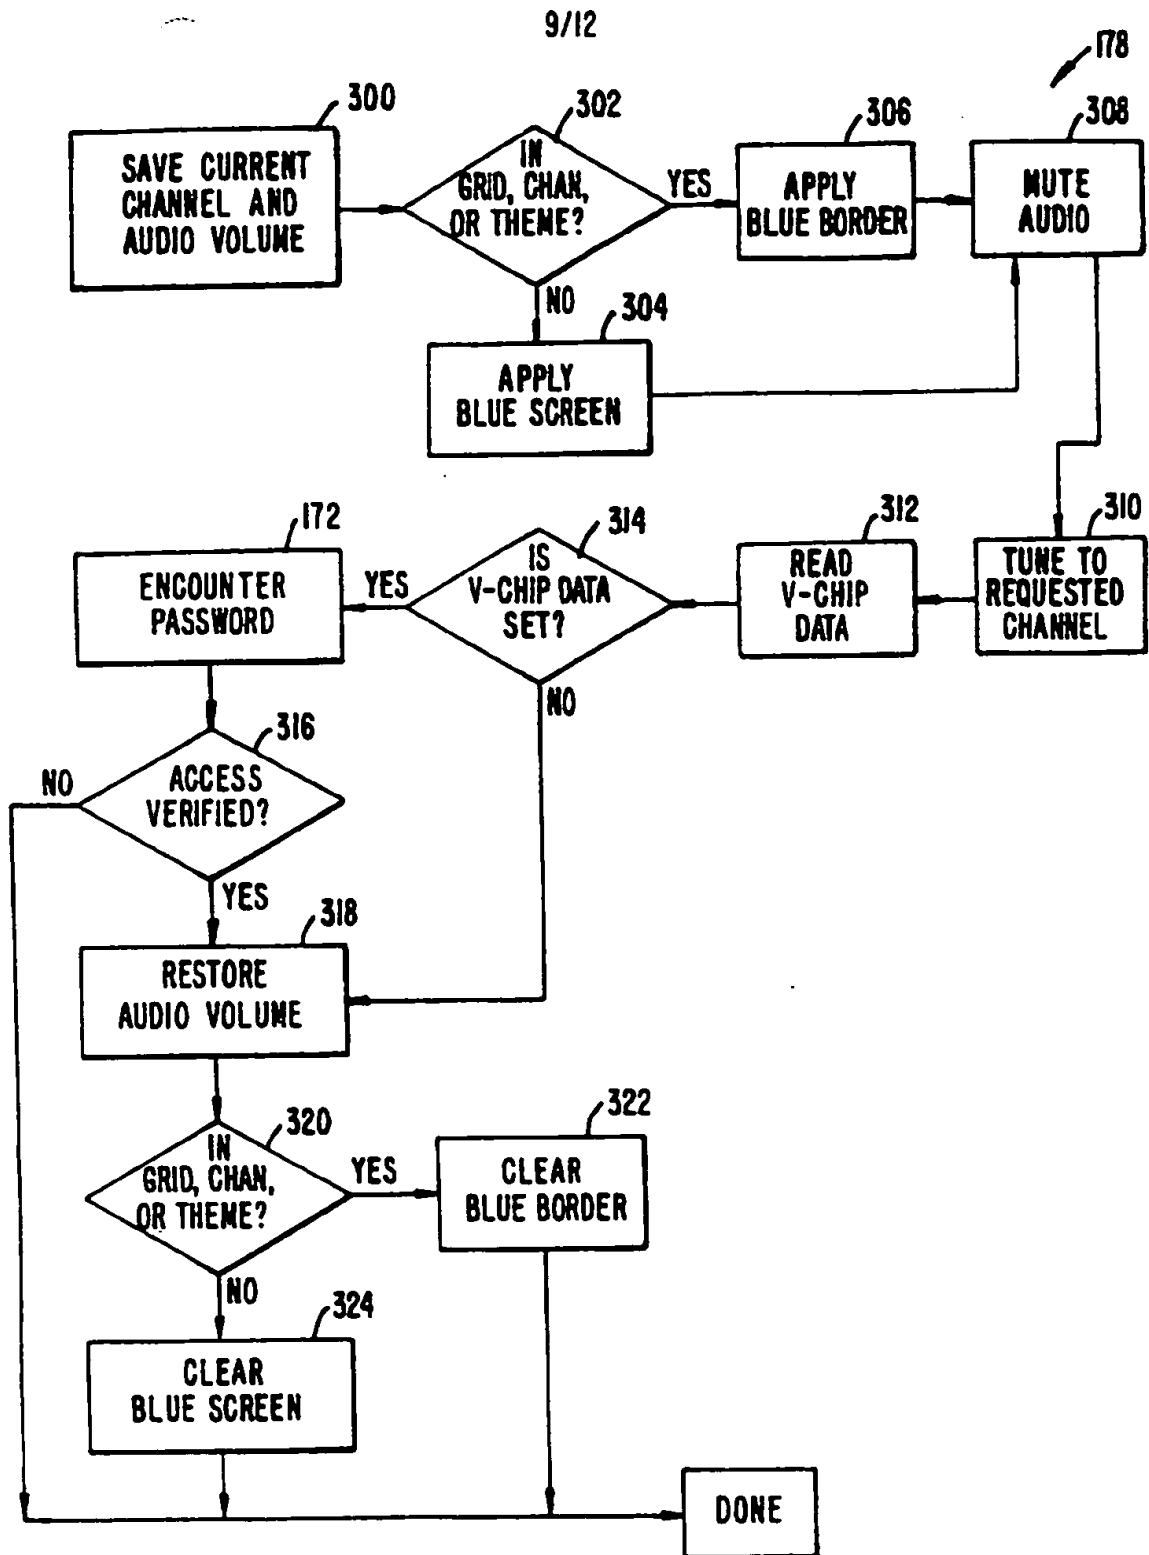 9/12
178
300
SAVE CURRENT
CHANNEL AND
AUDIO VOLUME
302
IN
GRID, CHAN,
OR THEME?
YES
NO
306
APPLY
BLUE BORDER
308
MUTE
AUDIO
304
APPLY
BLUE SCREEN
172
ENCOUNTER
PASSWORD
YES
314
IS
V-CHIP DATA
SET?
NO
312
READ
V-CHIP
DATA
310
TUNE TO
REQUESTED
CHANNEL
316
ACCESS
VERIFIED?
NO
YES
318
RESTORE
AUDIO VOLUME
320
IN
GRID, CHAN,
OR THEME?
YES
NO
322
CLEAR
BLUE BORDER
324
CLEAR
BLUE SCREEN
DONE